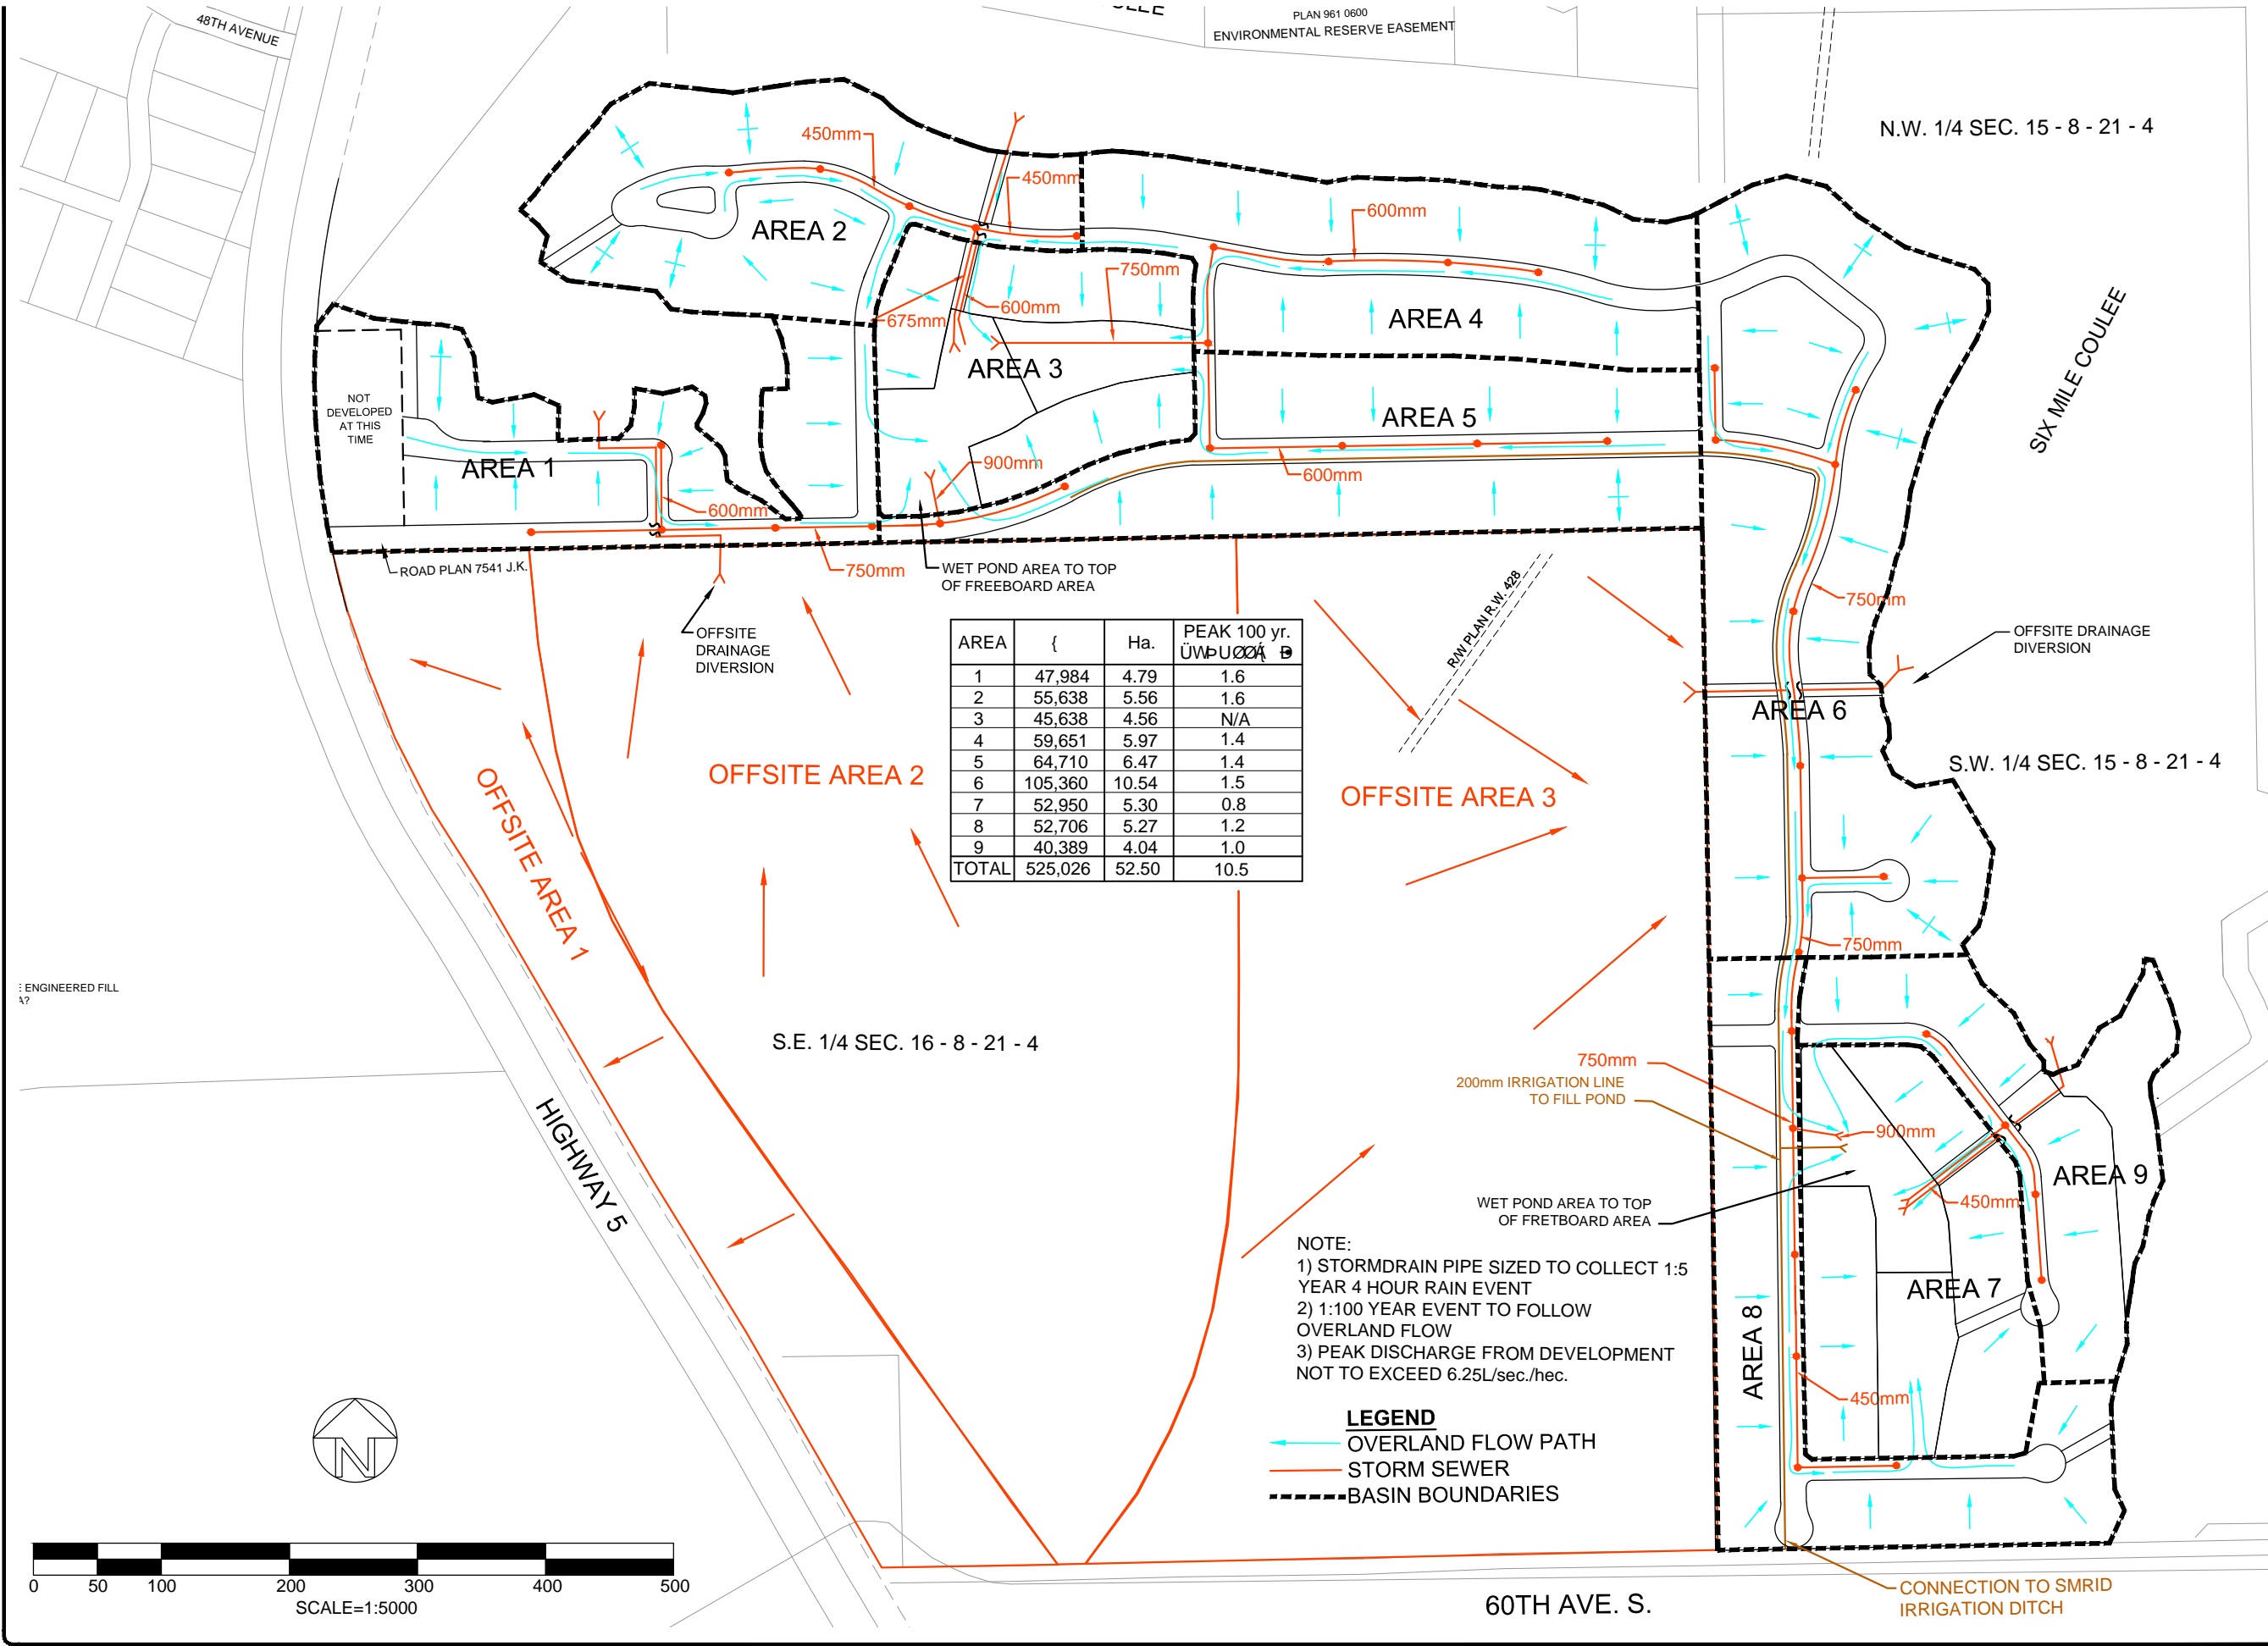 48TH AVENUE
PLAN 961 0600
ENVIRONMENTAL RESERVE EASEMENT
N.W. 1/4 SEC. 15 - 8 - 21 - 4
450mm
450mm
AREA 2
600mm
750mm
600mm
675mm
AREA 4
AREA 3
SIX MILE COULEE
NOT
DEVELOPED
AT THIS
TIME
AREA 5
AREA 1
900mm
600mm
600mm
ROAD PLAN 7541 J.K.
750mm
WET POND AREA TO TOP
OF FREEBOARD AREA
R/W PLAN R.W. 428
750mm
OFFSITE
DRAINAGE
DIVERSION
OFFSITE DRAINAGE
DIVERSION
AREA { Ha. PEAK 100 yr.
1 47,984 4.79 1.6
2 55,638 5.56 1.6
3 45,638 4.56 N/A
4 59,651 5.97 1.4
5 64,710 6.47 1.4
6 105,360 10.54 1.5
7 52,950 5.30 0.8
8 52,706 5.27 1.2
9 40,389 4.04 1.0
TOTAL 525,026 52.50 10.5
AREA 6
S.W. 1/4 SEC. 15 - 8 - 21 - 4
OFFSITE AREA 1
OFFSITE AREA 2
OFFSITE AREA 3
750mm
ENGINEERED FILL
A?
S.E. 1/4 SEC. 16 - 8 - 21 - 4
750mm
200mm IRRIGATION LINE
TO FILL POND
900mm
HIGHWAY 5
AREA 9
WET POND AREA TO TOP
OF FRETBOARD AREA
450mm
NOTE:
1) STORMDRAIN PIPE SIZED TO COLLECT 1:5
YEAR 4 HOUR RAIN EVENT
2) 1:100 YEAR EVENT TO FOLLOW
OVERLAND FLOW
3) PEAK DISCHARGE FROM DEVELOPMENT
NOT TO EXCEED 6.25L/sec./hec.
AREA 7
AREA 8
450mm
LEGEND
OVERLAND FLOW PATH
STORM SEWER
BASIN BOUNDARIES
N
0 50 100 200 300 400 500
SCALE=1:5000
60TH AVE. S.
CONNECTION TO SMRID
IRRIGATION DITCH